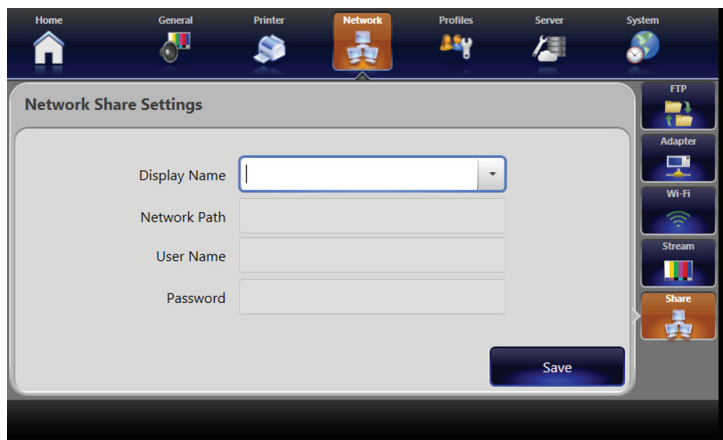 Home General Printer Network Profiles Server System
Network Share Settings
Display Name
Network Path
User Name
Password
Save
FTP
Adapter
Wi-Fi
Stream
Share